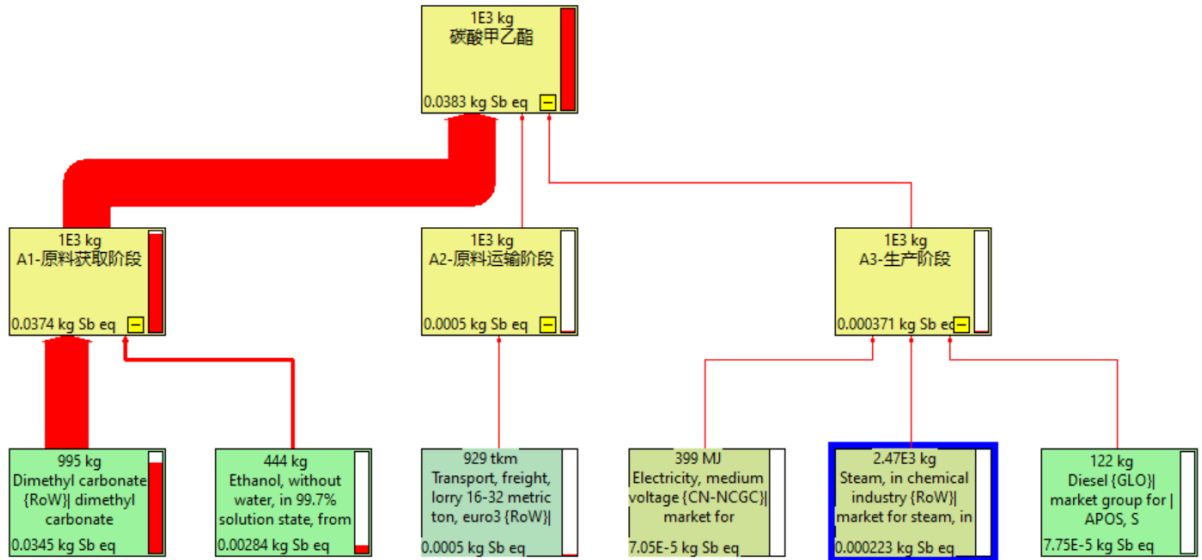 1E3 kg
碳酸甲乙酯
0.0383 kg Sb eq
1E3 kg
A1-原料获取阶段
0.0374 kg Sb eq
1E3 kg
A2-原料运输阶段
0.0005 kg Sb eq
1E3 kg
A3-生产阶段
0.000371 kg Sb eq
995 kg
Dimethyl carbonate
{RoW}| dimethyl
carbonate
0.0345 kg Sb eq
444 kg
Ethanol, without
water, in 99.7%
solution state, from
0.00284 kg Sb eq
929 tkm
Transport, freight,
lorry 16-32 metric
ton, euro3 {RoW}|
0.0005 kg Sb eq
399 MJ
Electricity, medium
voltage {CN-NCGC}|
market for
7.05E-5 kg Sb eq
2.47E3 kg
Steam, in chemical
industry {RoW}|
market for steam, in
0.000223 kg Sb eq
122 kg
Diesel {GLO}|
market group for |
APOS, S
7.75E-5 kg Sb eq